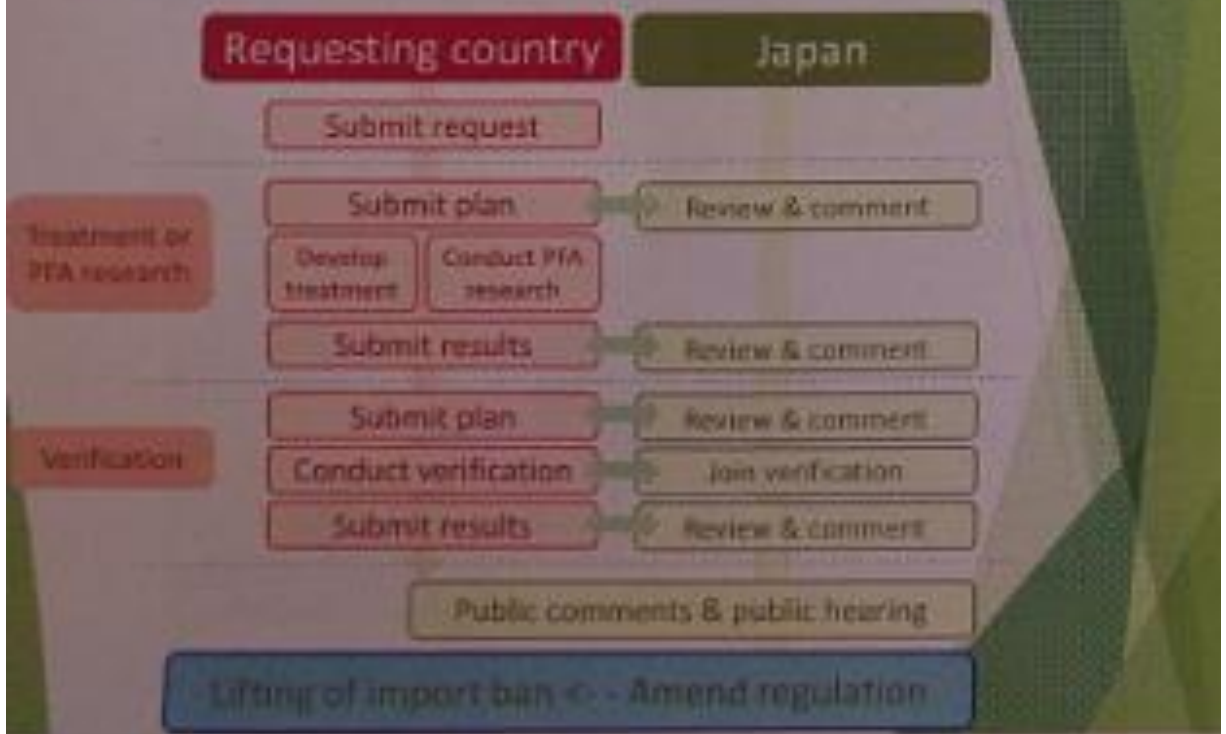 Requesting country
Japan
Submit request
Submit plan
Review & comment
Treatment or
PFA research
Develop
treatment
Conduct PFA
research
Submit results
Review & comment
Submit plan
Review & comment
Verification
Conduct verification
Join verification
Submit results
Review & comment
Public comments & public hearing
Lifting of import ban <- - Amend regulation